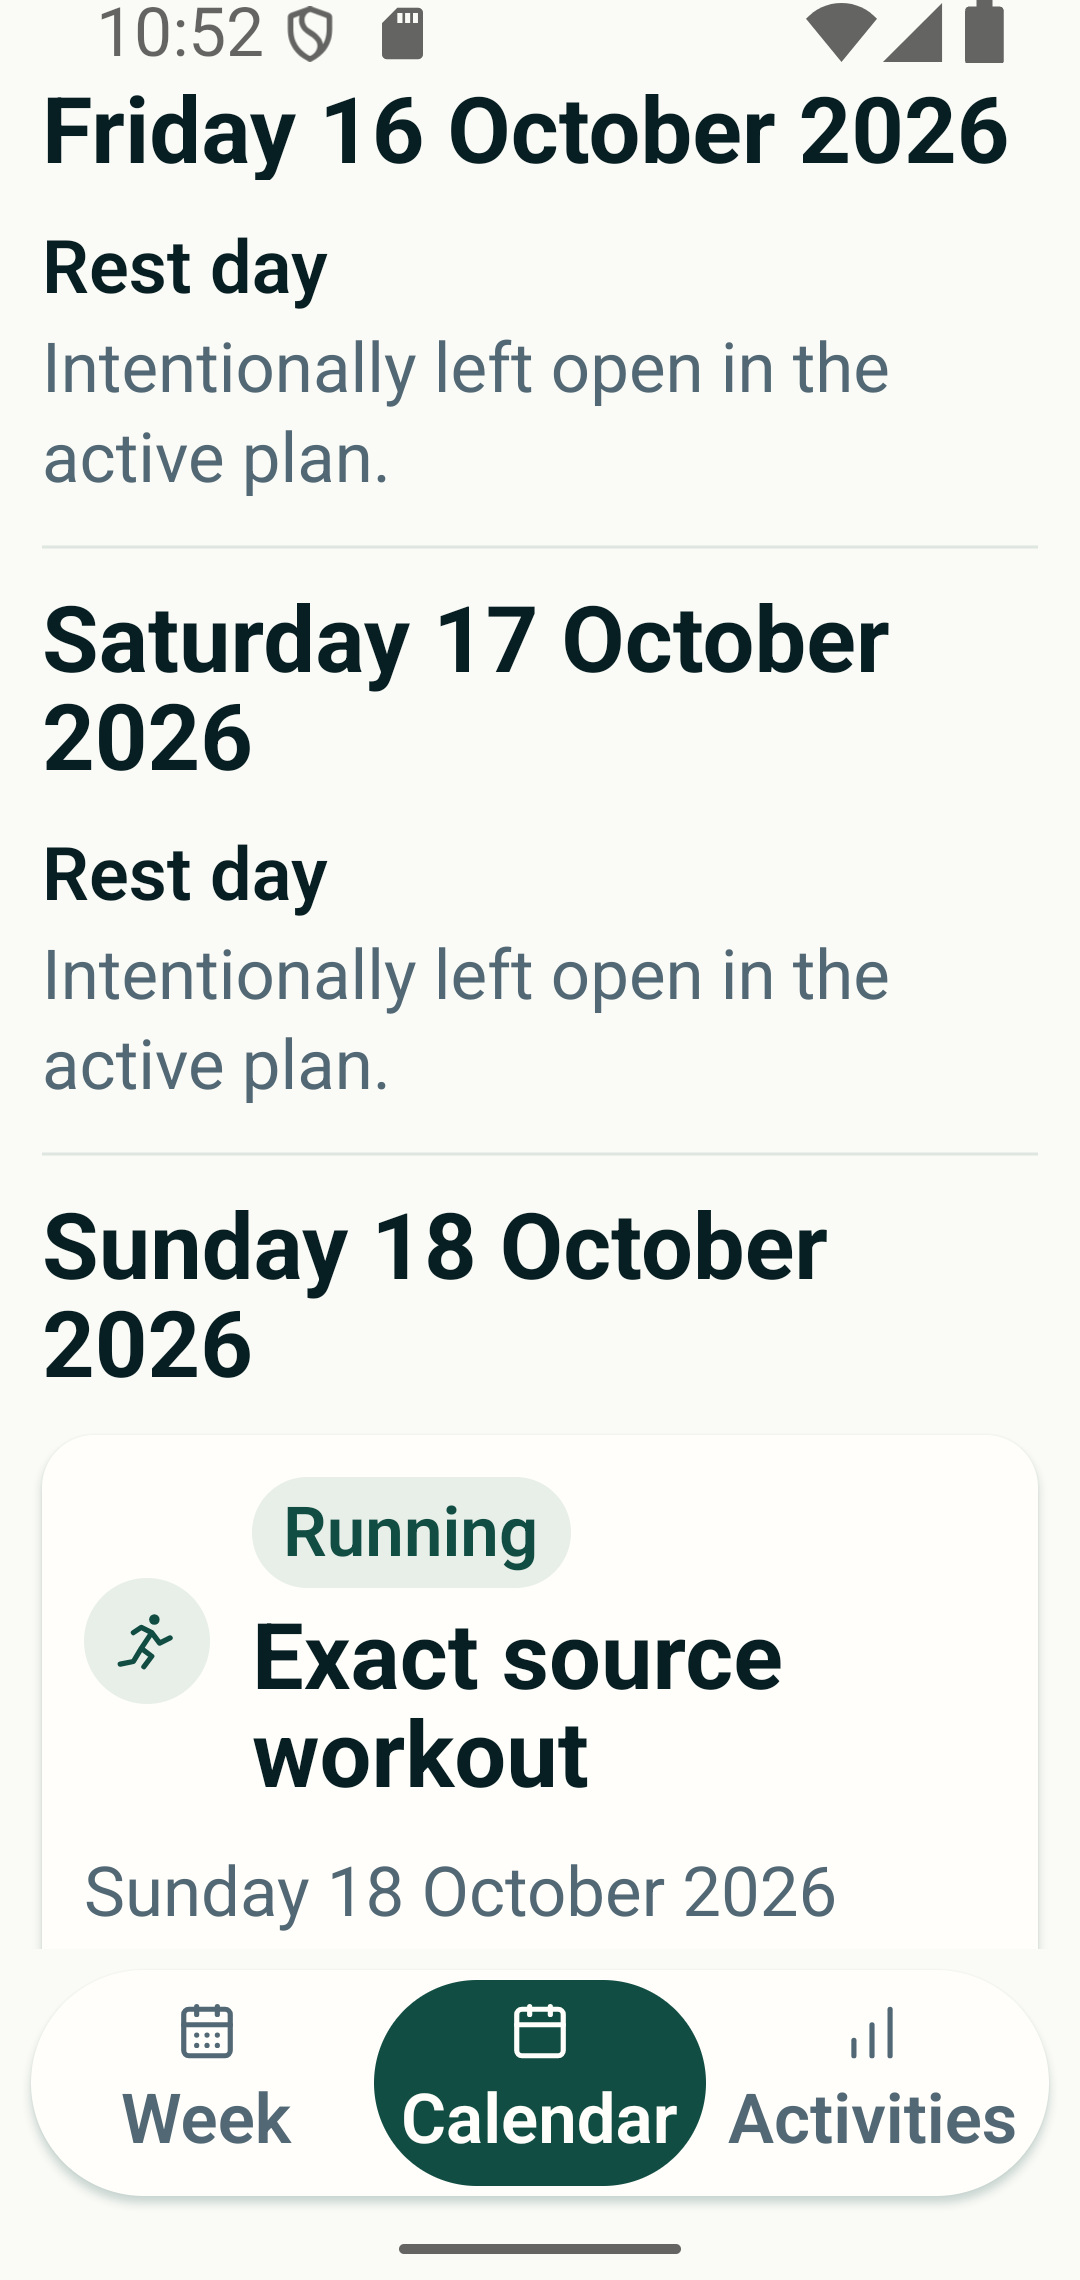 10:52
Friday 16 October 2026
Rest day
Intentionally left open in the
active plan.
Saturday 17 October
2026
Rest day
Intentionally left open in the
active plan.
Sunday 18 October
2026
Running
Exact source
workout
Sunday 18 October 2026
Week
Calendar
Activities